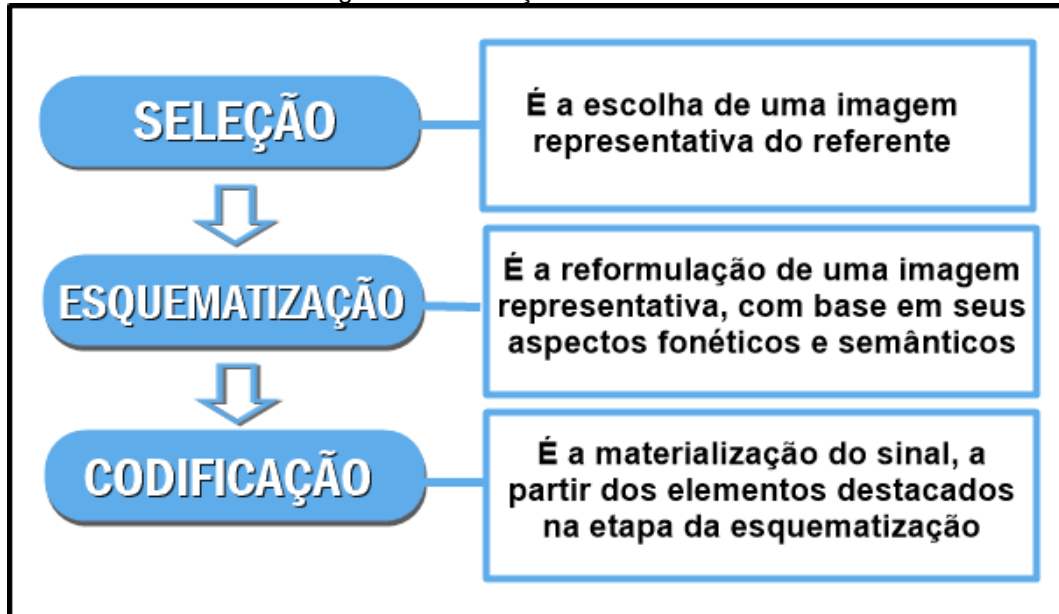 SELEÇÃO
É a escolha de uma imagem
representativa do referente
ESQUEMATIZAÇÃO
É a reformulação de uma imagem
representativa, com base em seus
aspectos fonéticos e semânticos
CODIFICAÇÃO
É a materialização do sinal, a
partir dos elementos destacados
na etapa da esquematização